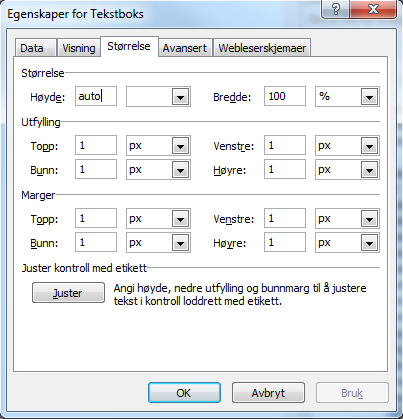 Egenskaper for Tekstboks
Data Visning Størrelse Avansert Webleserskjemaer
Størrelse
Høyde: auto Bredde: 100 %
Utfylling
Topp: 1 px Venstre: 1 px
Bunn: 1 px Høyre: 1 px
Marger
Topp: 1 px Venstre: 1 px
Bunn: 1 px Høyre: 1 px
Juster kontroll med etikett
Juster Angi høyde, nedre utfylling og bunnmarg til å justere
tekst i kontroll loddrett med etikett.
OK Avbryt Bruk